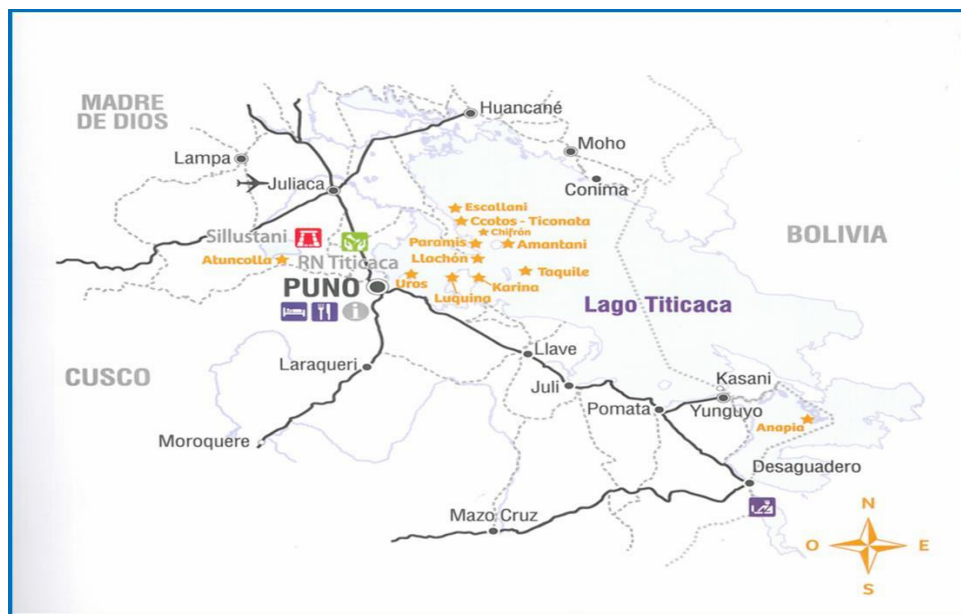 MADRE
DE DIOS
Huancané
Moho
Lampa
Juliaca
Conima
Escallani
Ccotos - Ticonata
Chifrón
Sillustani
Paramis
Amantani
BOLIVIA
Atuncolla
RN Titicaca
Llachón
Taquile
PUNO
Uros
Karina
Luquina
Lago Titicaca
i
Llave
Laraqueri
CUSCO
Juli
Kasani
Pomata
Yunguyo
Anapia
Moroquere
Desaguadero
Mazo Cruz
N
O
E
S